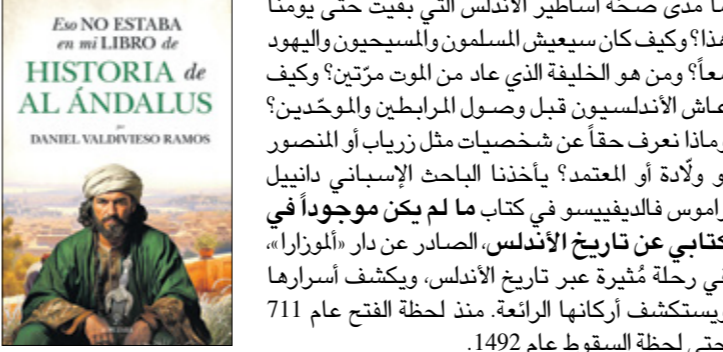 ما مدى صحة أساطير الأندلس التي بقيت حتى يومنا
هذا؟ وكيف كان سيعيش المسلمون والمسيحيون واليهود
معاً؟ ومن هو الخليفة الذي عاد من الموت مرّتين؟ وكيف
عاش الأندلسيون قبل وصول المرابطين والموحّدين؟
وماذا نعرف حقاً عن شخصيات مثل زرياب أو المنصور
أو ولّادة أو المعتمد؟ يأخذنا الباحث الإسباني دانييل
راموس فالديفييسو في كتاب ما لم يكن موجوداً في
كتابي عن تاريخ الأندلس، الصادر عن دار «ألموزارا»،
في رحلة مُثيرة عبر تاريخ الأندلس، ويكشف أسرارها
ويستكشف أركانها الرائعة. منذ لحظة الفتح عام 711
حتى لحظة السقوط عام 1492.
Eso NO ESTABA
en mi LIBRO de
HISTORIA de
AL ÁNDALUS
por
DANIEL VALDIVIESO RAMOS